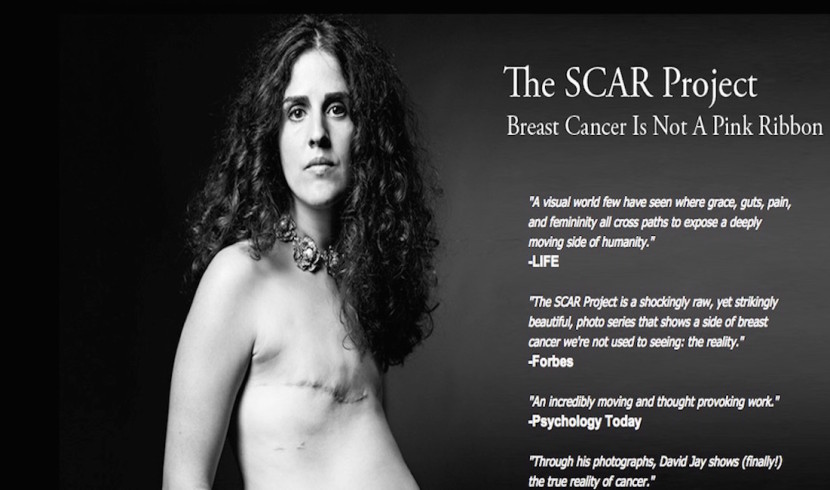 The SCAR Project
Breast Cancer Is Not A Pink Ribbon
"A visual world few have seen where grace, guts, pain,
and femininity all cross paths to expose a deeply
moving side of humanity."
-LIFE
"The SCAR Project is a shockingly raw, yet strikingly
beautiful, photo series that shows a side of breast
cancer we're not used to seeing: the reality."
-Forbes
"An incredibly moving and thought provoking work."
-Psychology Today
"Through his photographs, David Jay shows (finally!)
the true reality of cancer."